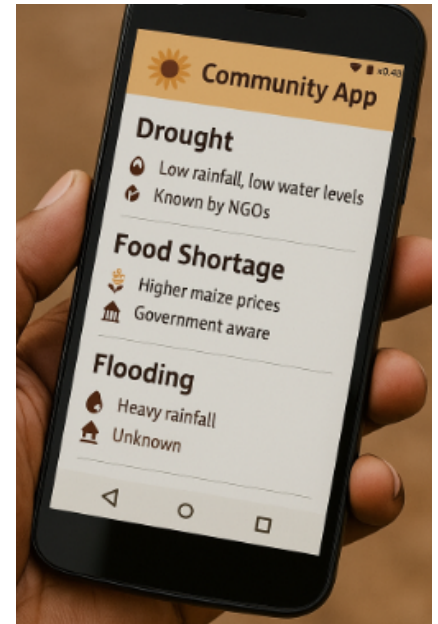 Community App
Drought
Low rainfall, low water levels
Known by NGOs
Food Shortage
Higher maize prices
Government aware
Flooding
Heavy rainfall
Unknown